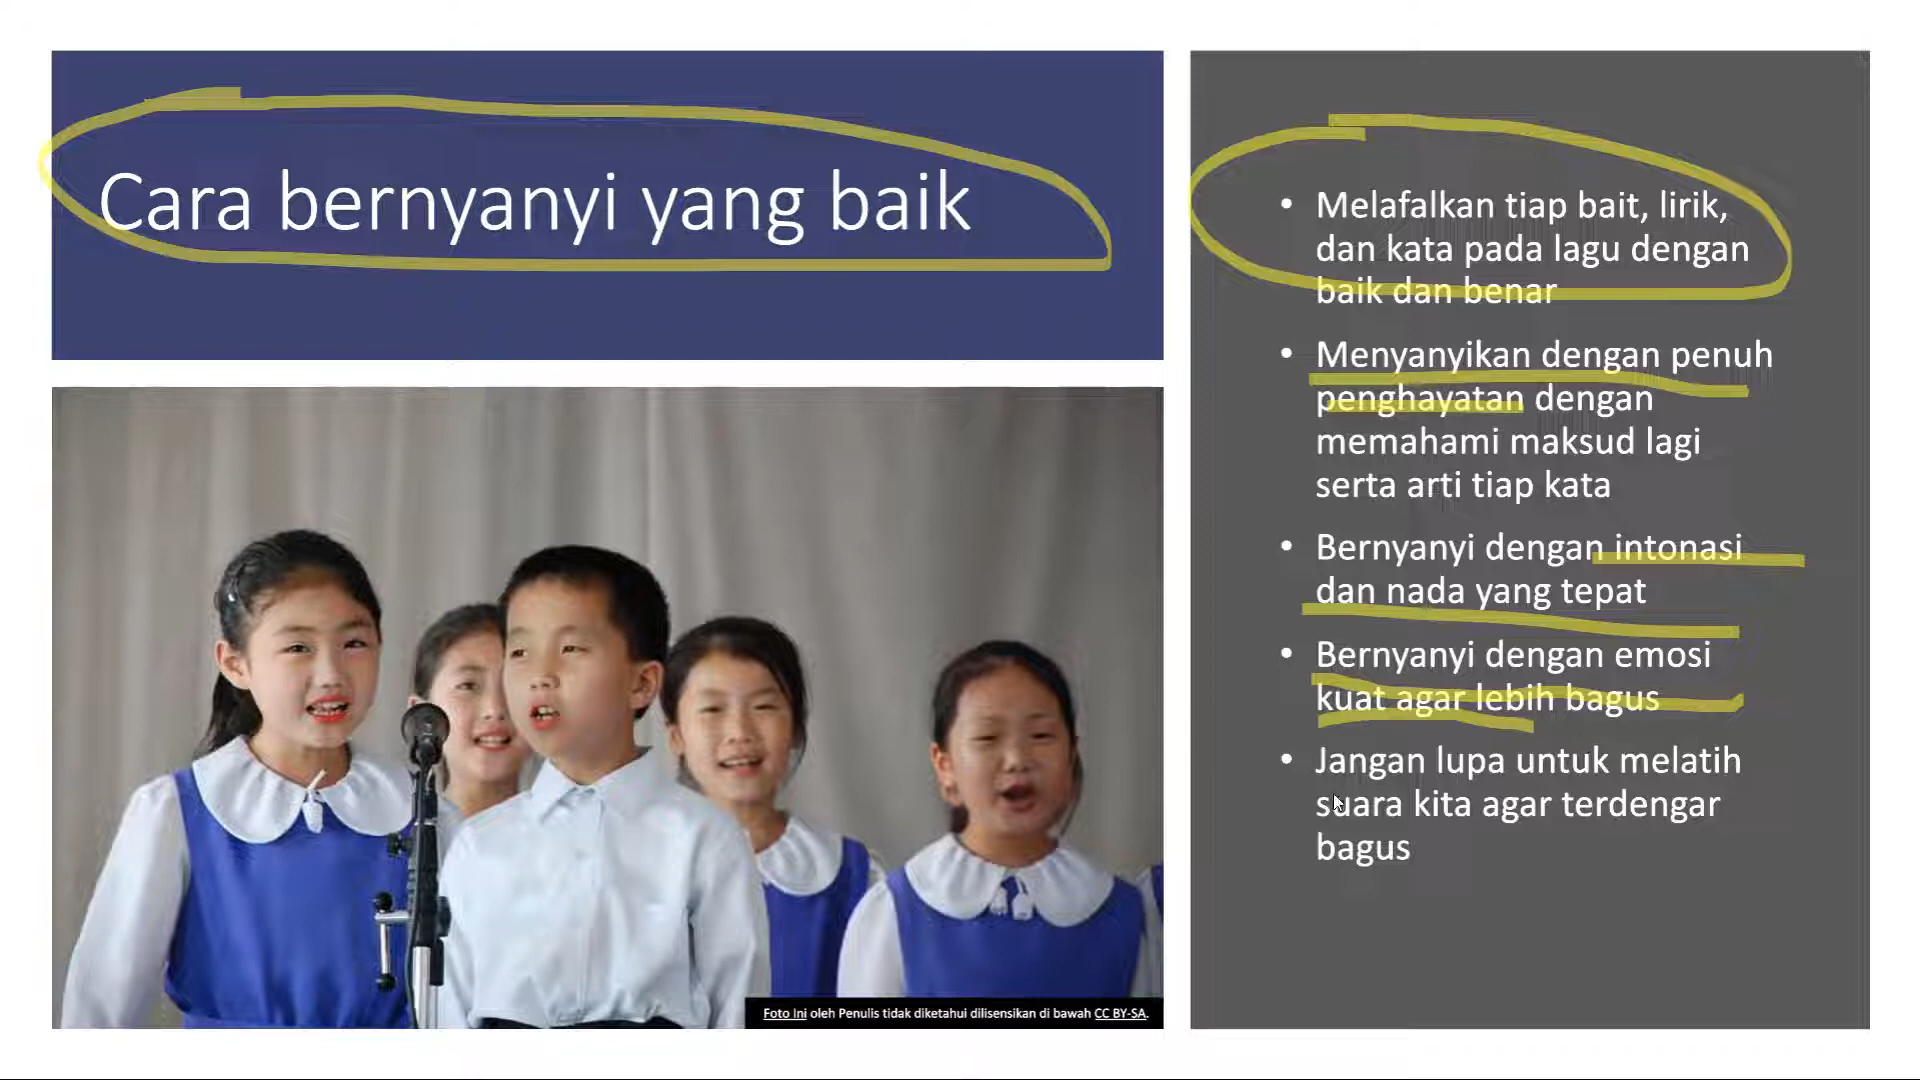 Cara bernyanyi yang baik
• Melafalkan tiap bait, lirik,
dan kata pada lagu dengan
baik dan benar
• Menyanyikan dengan penuh
penghayatan dengan
memahami maksud lagi
serta arti tiap kata
• Bernyanyi dengan intonasi
dan nada yang tepat
• Bernyanyi dengan emosi
kuat agar lebih bagus
• Jangan lupa untuk melatih
suara kita agar terdengar
bagus
Foto Ini oleh Penulis tidak diketahui dilisensikan di bawah CC BY-SA.